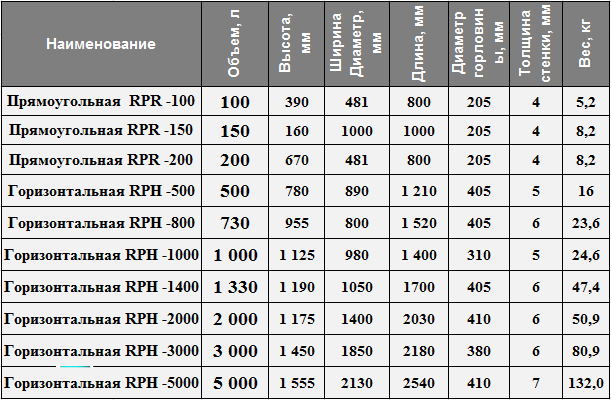 Наименование Объем, л Высота, мм Ширина Диаметр, мм Длина, мм Диаметр горловин ы, мм Толщина стенки, мм Вес, кг
Прямоугольная RPR -100 100 390 481 800 205 4 5,2
Прямоугольная RPR -150 150 160 1000 1000 205 4 8,2
Прямоугольная RPR -200 200 670 481 800 205 4 8,2
Горизонтальная RPH -500 500 780 890 1 210 405 5 16
Горизонтальная RPH -800 730 955 800 1 520 405 6 23,6
Горизонтальная RPH -1000 1 000 1 125 980 1 400 310 5 24,6
Горизонтальная RPH -1400 1 330 1 190 1050 1700 405 6 47,4
Горизонтальная RPH -2000 2 000 1 175 1400 2030 410 6 50,9
Горизонтальная RPH -3000 3 000 1 450 1850 2180 380 6 80,9
Горизонтальная RPH -5000 5 000 1 555 2130 2540 410 7 132,0